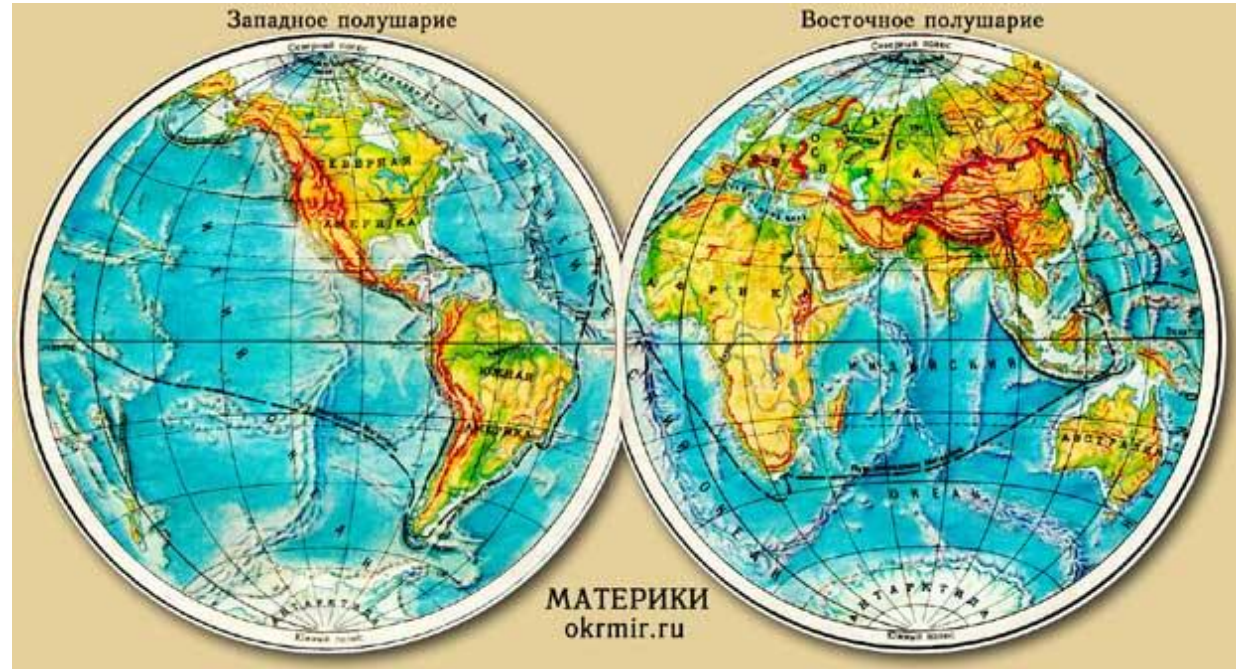 Западное полушарие
Восточное полушарие
Северный полюс
Северный полюс
СЕВЕРНАЯ
АМЕРИКА
ЮЖНАЯ
АМЕРИКА
АФРИКА
ИНДИЙСКИЙ
ОКЕАН
АВСТРАЛИЯ
Экватор
АНТАРКТИДА
АНТАРКТИДА
Южный полюс
Южный полюс
МАТЕРИКИ
okrmir.ru